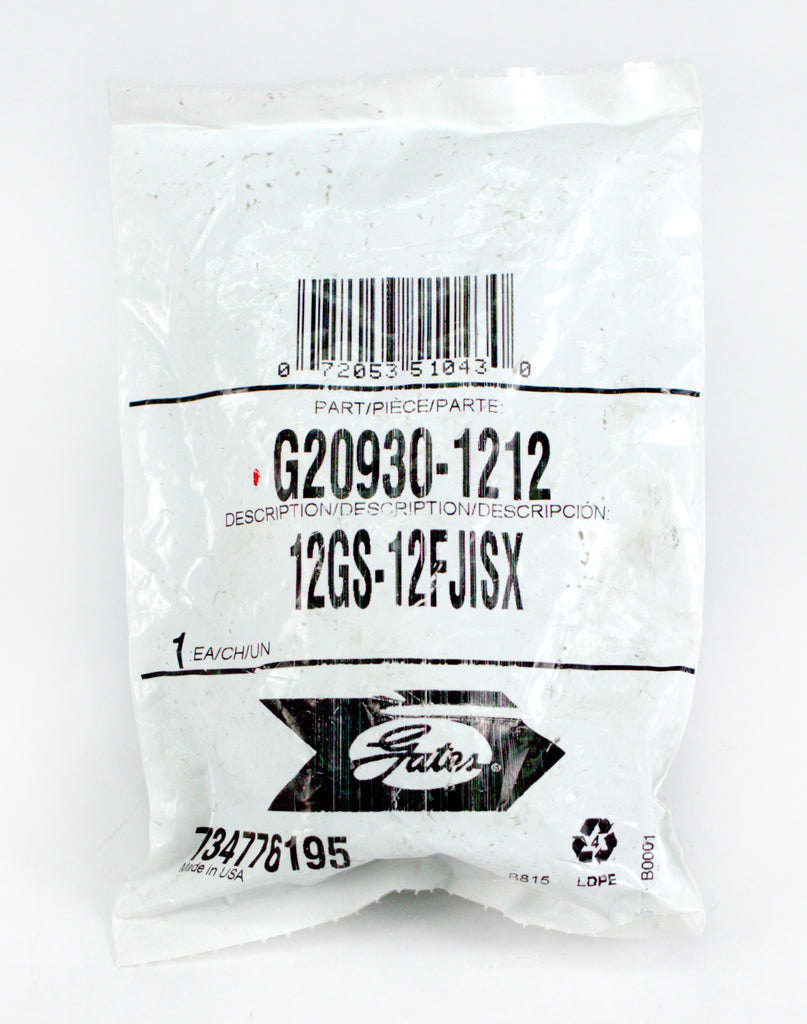 0 72053 51043 0
PART/PIÈCE/PARTE:
G20930-1212
DESCRIPTION/DESCRIPTION/DESCRIPCIÓN:
12GS-12FJISX
1 EA/CH/UN
Gates®
734776195
Made in USA
B815
4
LDPE
B0001